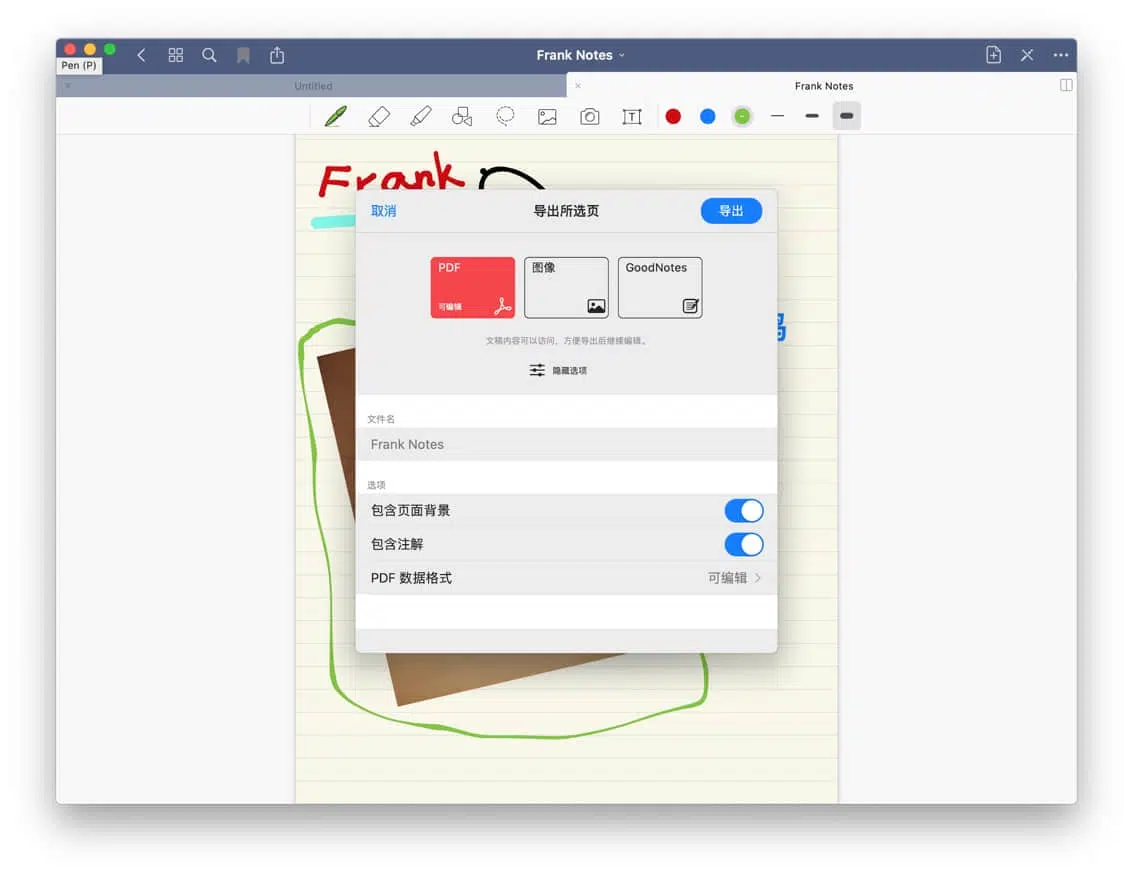 Frank Notes
Pen (P)
Untitled
Frank Notes
T
Frank
取消
导出所选页
导出
PDF
可编辑
图像
GoodNotes
文稿内容可以访问，方便导出后继续编辑。
隐藏选项
文件名
Frank Notes
选项
包含页面背景
包含注解
PDF 数据格式
可编辑